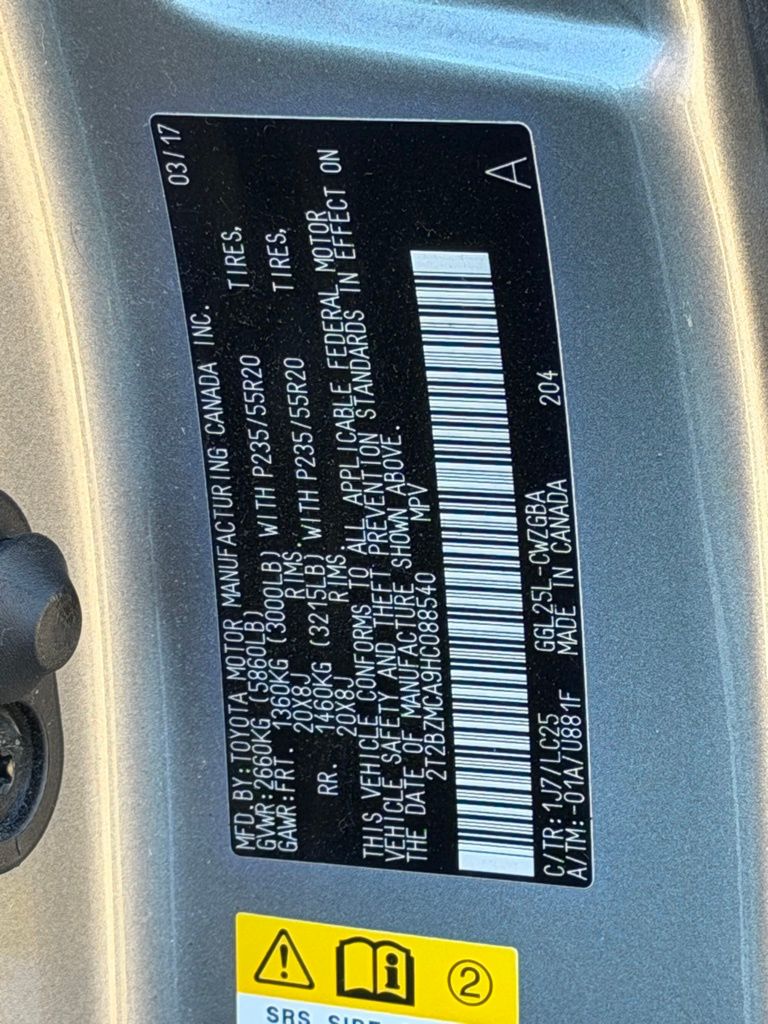 03/17
MFD.BY:TOYOTA MOTOR MANUFACTURING CANADA INC.
GVWR:2660KG (5860LB)
GAWR:FRT. 1360KG (3000LB) WITH P235/55R20 TIRES,
20X8J RIMS.
RR. 1460KG (3215LB) WITH P235/55R20 TIRES,
20X8J RIMS.
THIS VEHICLE CONFORMS TO ALL APPLICABLE FEDERAL MOTOR
VEHICLE SAFETY AND THEFT PREVENTION STANDARDS IN EFFECT ON
THE DATE OF MANUFACTURE SHOWN ABOVE.
2T2BZMCA9HC088540 MPV
A
C/TR:1J7/LC25 GGL25L-CWZGBA 204
A/TM:-01A/U881F MADE IN CANADA
2
SRS SIDE